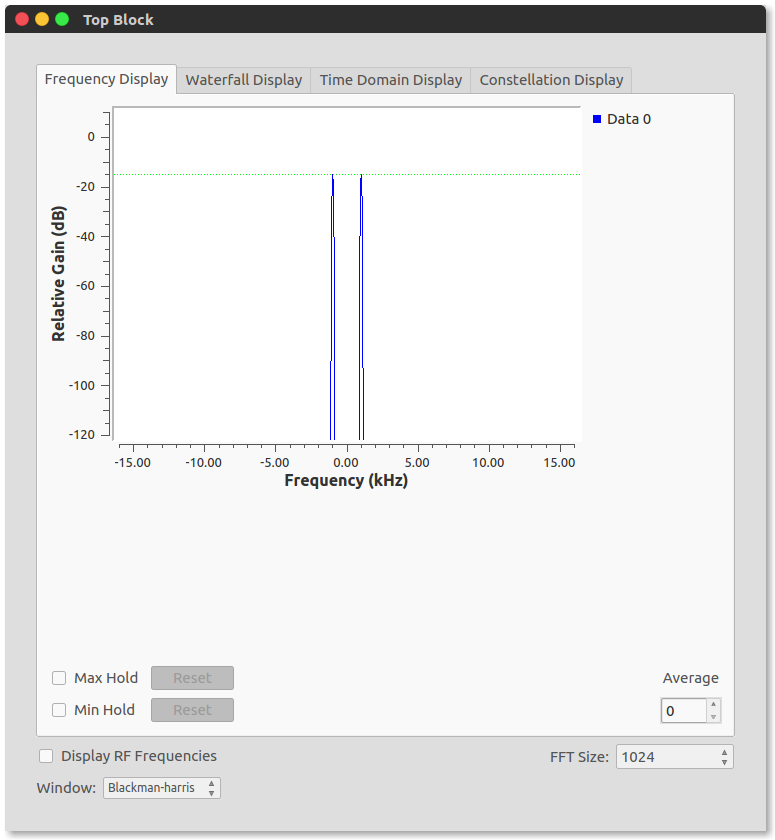 Top Block
Frequency Display
Waterfall Display
Time Domain Display
Constellation Display
Data 0
Relative Gain (dB)
0
-20
-40
-60
-80
-100
-120
-15.00
-10.00
-5.00
0.00
5.00
10.00
15.00
Frequency (kHz)
Max Hold
Reset
Average
Min Hold
Reset
0
Display RF Frequencies
FFT Size:
1024
Window:
Blackman-harris